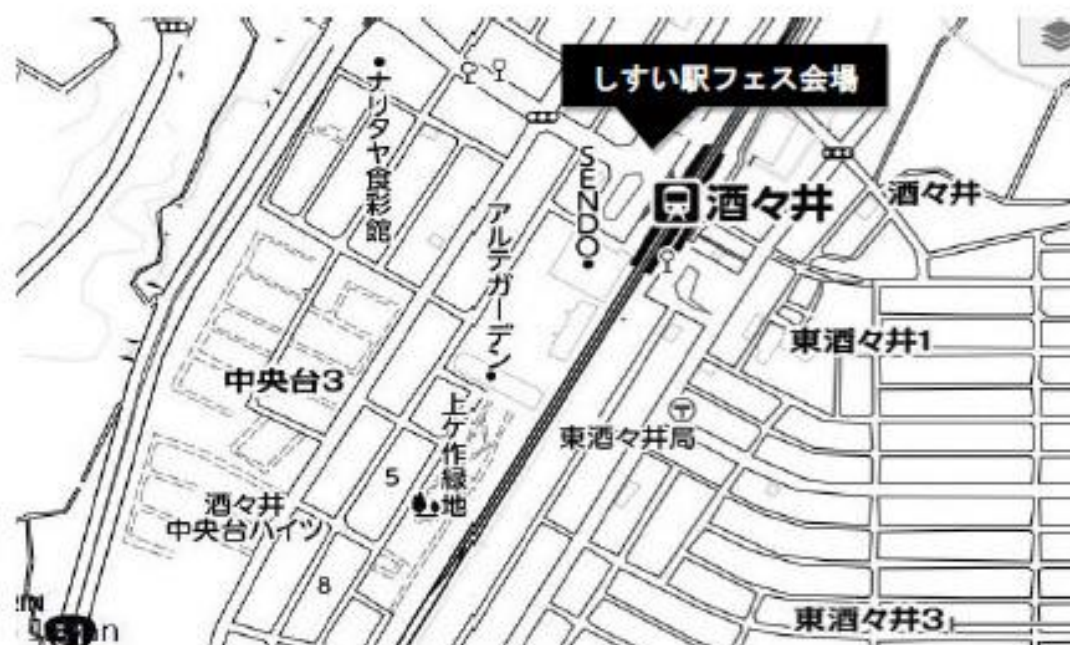 しすい駅フェス会場
ナリタヤ食彩館
SENDO
酒々井
酒々井
アルテガーデン
東酒々井1
中央台3
上ケ作緑地
東酒々井局
5
酒々井
中央台ハイツ
8
東酒々井3